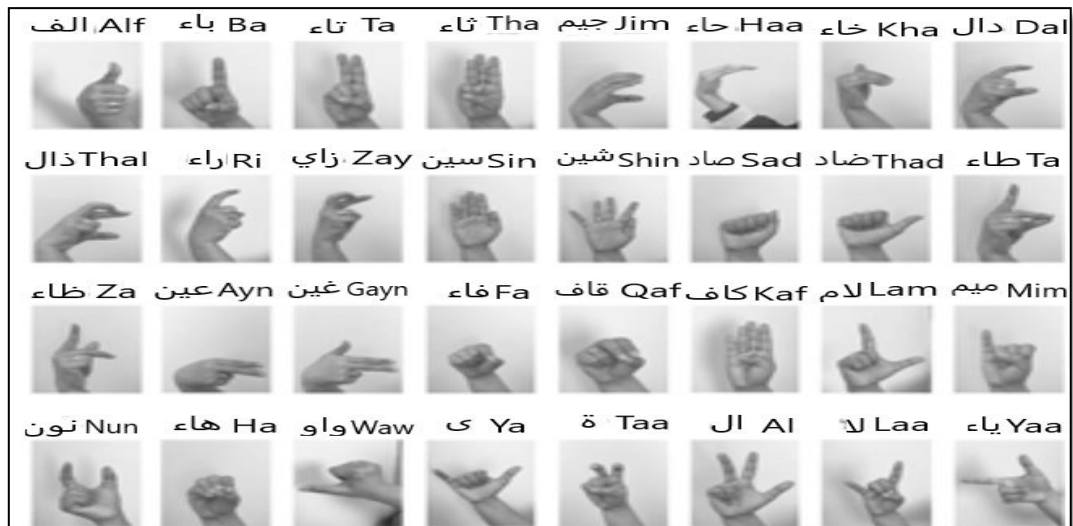 الف Alf باء Ba تاء Ta ثاء Tha جيم Jim حاء Haa خاء Kha دال Dal
ذال Thal راء Ri زاي Zay سين Sin شين Shin صاد Sad ضاد Thad طاء Ta
ظاء Za عين Ayn غين Gayn فاء Fa قاف Qaf كاف Kaf لام Lam ميم Mim
نون Nun هاء Ha واو Waw ى Ya ة Taa ال Al لا Laa ياء Yaa